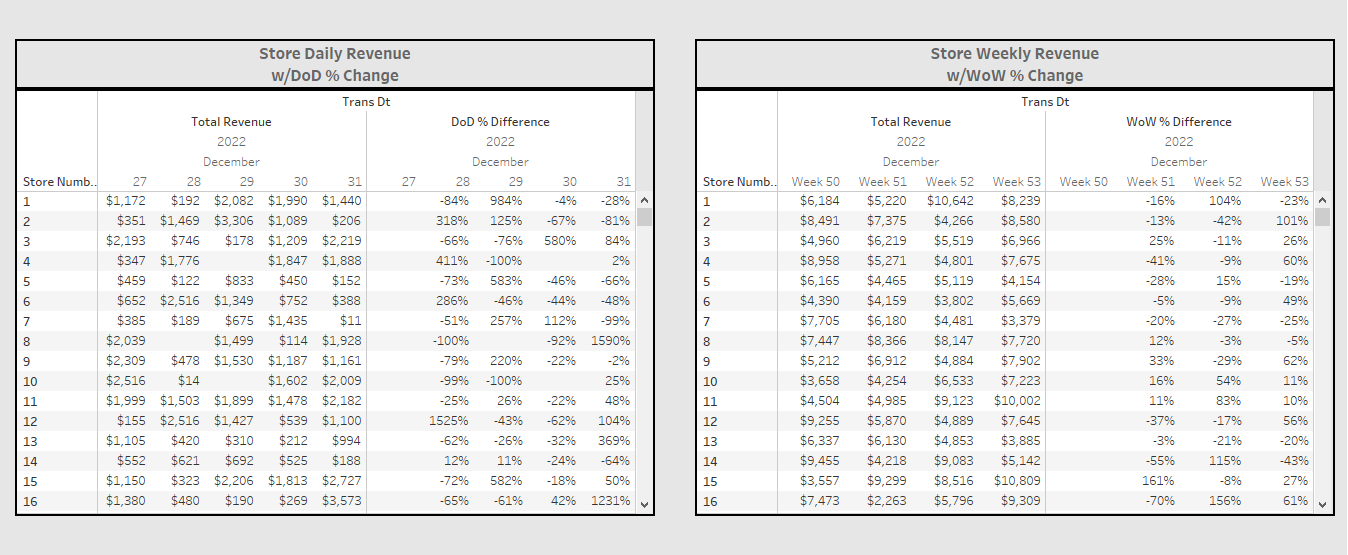 Store Daily Revenue
w/DoD % Change
Trans Dt
Total Revenue DoD % Difference
2022 2022
December December
Store Numb.. 27 28 29 30 31 27 28 29 30 31
1 $1,172 $192 $2,082 $1,990 $1,440 -84% 984% -4% -28%
2 $351 $1,469 $3,306 $1,089 $206 318% 125% -67% -81%
3 $2,193 $746 $178 $1,209 $2,219 -66% -76% 580% 84%
4 $347 $1,776 $1,847 $1,888 411% -100% 2%
5 $459 $122 $833 $450 $152 -73% 583% -46% -66%
6 $652 $2,516 $1,349 $752 $388 286% -46% -44% -48%
7 $385 $189 $675 $1,435 $11 -51% 257% 112% -99%
8 $2,039 $1,499 $114 $1,928 -100% -92% 1590%
9 $2,309 $478 $1,530 $1,187 $1,161 -79% 220% -22% -2%
10 $2,516 $14 $1,602 $2,009 -99% -100% 25%
11 $1,999 $1,503 $1,899 $1,478 $2,182 -25% 26% -22% 48%
12 $155 $2,516 $1,427 $539 $1,100 1525% -43% -62% 104%
13 $1,105 $420 $310 $212 $994 -62% -26% -32% 369%
14 $552 $621 $692 $525 $188 12% 11% -24% -64%
15 $1,150 $323 $2,206 $1,813 $2,727 -72% 582% -18% 50%
16 $1,380 $480 $190 $269 $3,573 -65% -61% 42% 1231%
Store Weekly Revenue
w/WoW % Change
Trans Dt
Total Revenue WoW % Difference
2022 2022
December December
Store Numb.. Week 50 Week 51 Week 52 Week 53 Week 50 Week 51 Week 52 Week 53
1 $6,184 $5,220 $10,642 $8,239 -16% 104% -23%
2 $8,491 $7,375 $4,266 $8,580 -13% -42% 101%
3 $4,960 $6,219 $5,519 $6,966 25% -11% 26%
4 $8,958 $5,271 $4,801 $7,675 -41% -9% 60%
5 $6,165 $4,465 $5,119 $4,154 -28% 15% -19%
6 $4,390 $4,159 $3,802 $5,669 -5% -9% 49%
7 $7,705 $6,180 $4,481 $3,379 -20% -27% -25%
8 $7,447 $8,366 $8,147 $7,720 12% -3% -5%
9 $5,212 $6,912 $4,884 $7,902 33% -29% 62%
10 $3,658 $4,254 $6,533 $7,223 16% 54% 11%
11 $4,504 $4,985 $9,123 $10,002 11% 83% 10%
12 $9,255 $5,870 $4,889 $7,645 -37% -17% 56%
13 $6,337 $6,130 $4,853 $3,885 -3% -21% -20%
14 $9,455 $4,218 $9,083 $5,142 -55% 115% -43%
15 $3,557 $9,299 $8,516 $10,809 161% -8% 27%
16 $7,473 $2,263 $5,796 $9,309 -70% 156% 61%